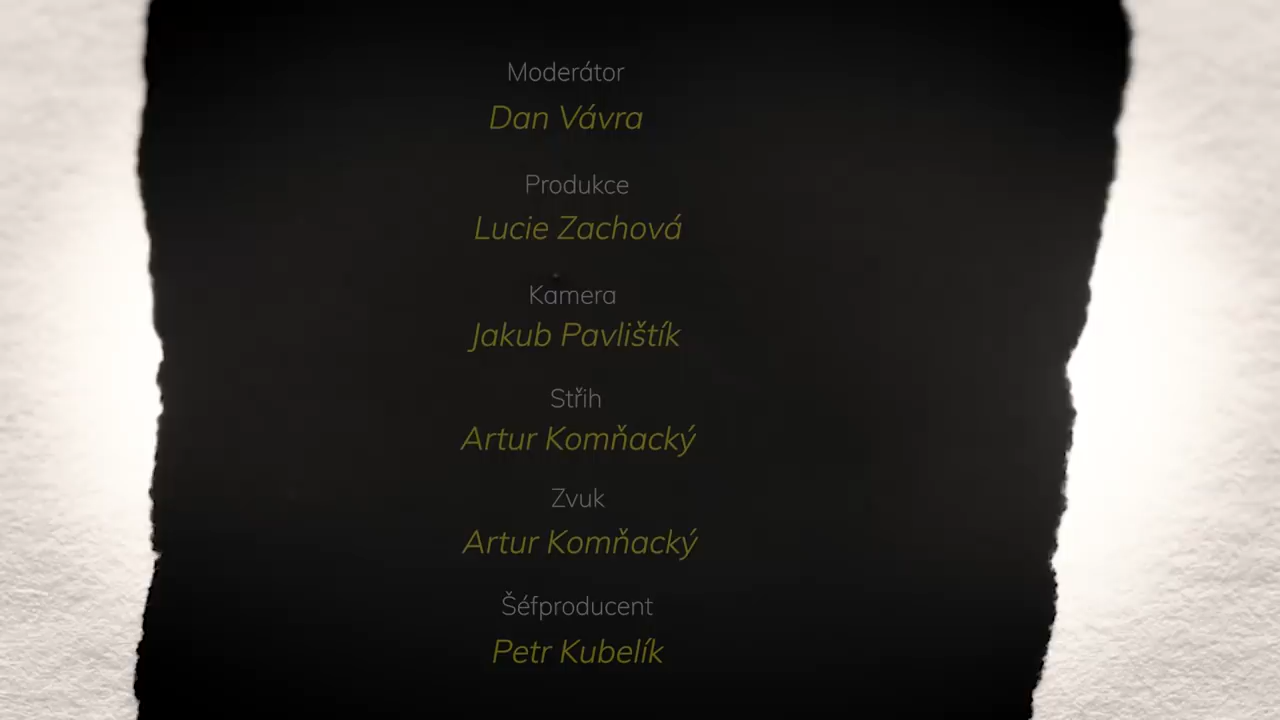 Moderátor
Dan Vávra
Produkce
Lucie Zachová
Kamera
Jakub Pavlištík
Střih
Artur Komňacký
Zvuk
Artur Komňacký
Šéfproducent
Petr Kubelík